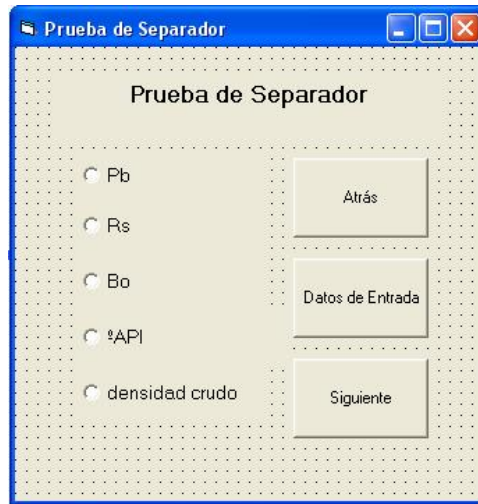 Prueba de Separador
Prueba de Separador
Pb
Rs
Bo
ºAPI
densidad crudo
Atrás
Datos de Entrada
Siguiente